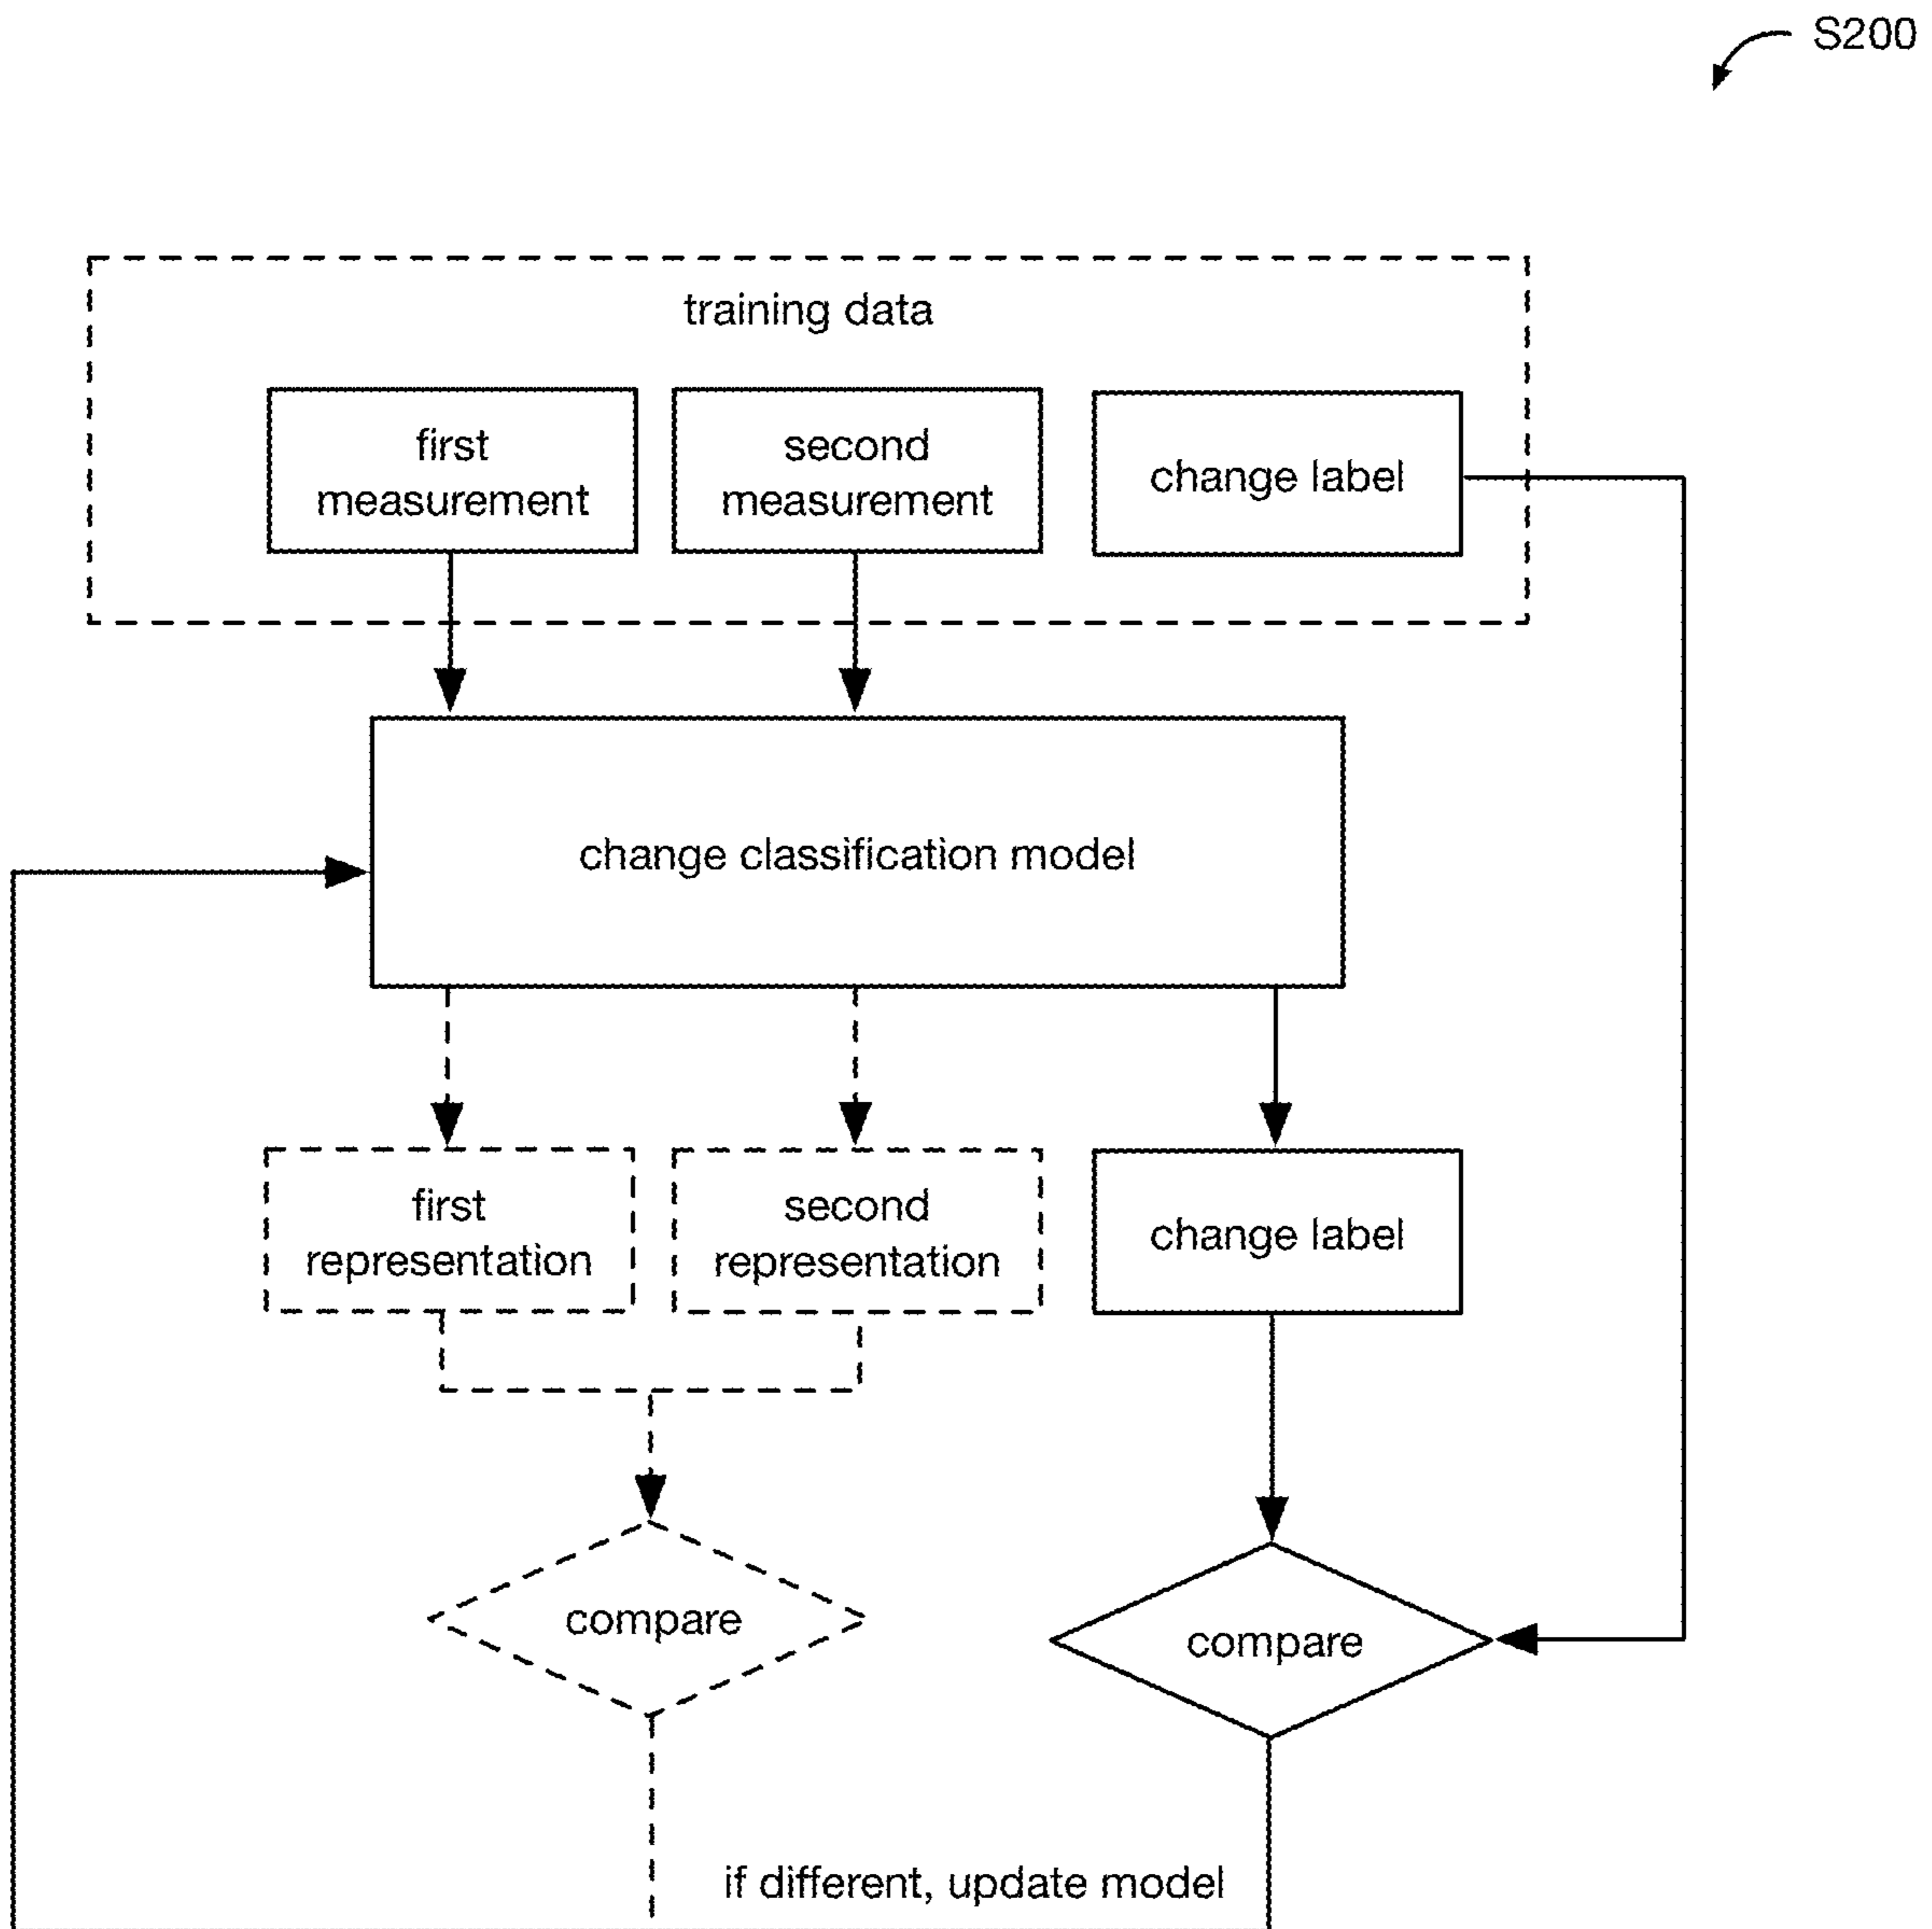 S200
training data
first
measurement
second
measurement
change label
change classification model
first
representation
second
representation
change label
compare
compare
if different, update model